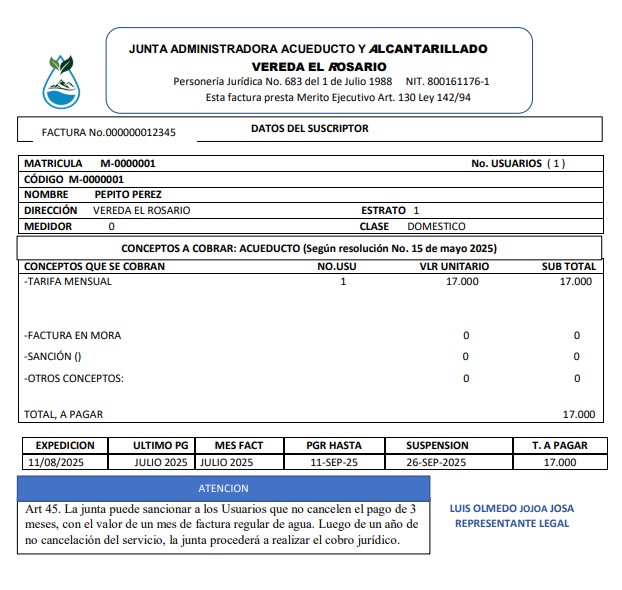 JUNTA ADMINISTRADORA ACUEDUCTO Y ALCANTARILLADO
VEREDA EL ROSARIO
Personería Jurídica No. 683 del 1 de Julio 1988 NIT. 800161176-1
Esta factura presta Merito Ejecutivo Art. 130 Ley 142/94
FACTURA No.000000012345 DATOS DEL SUSCRIPTOR
MATRICULA M-0000001 No. USUARIOS ( 1 )
CÓDIGO M-0000001
NOMBRE PEPITO PEREZ
DIRECCIÓN VEREDA EL ROSARIO ESTRATO 1
MEDIDOR 0 CLASE DOMESTICO
CONCEPTOS A COBRAR: ACUEDUCTO (Según resolución No. 15 de mayo 2025)
CONCEPTOS QUE SE COBRAN NO.USU VLR UNITARIO SUB TOTAL
-TARIFA MENSUAL 1 17.000 17.000
-FACTURA EN MORA 0 0
-SANCIÓN () 0 0
-OTROS CONCEPTOS: 0 0
TOTAL, A PAGAR 17.000
EXPEDICION ULTIMO PG MES FACT PGR HASTA SUSPENSION T. A PAGAR
11/08/2025 JULIO 2025 JULIO 2025 11-SEP-25 26-SEP-2025 17.000
ATENCION
Art 45. La junta puede sancionar a los Usuarios que no cancelen el pago de 3
meses, con el valor de un mes de factura regular de agua. Luego de un año de
no cancelación del servicio, la junta procederá a realizar el cobro jurídico.
LUIS OLMEDO JOJOA JOSA
REPRESENTANTE LEGAL